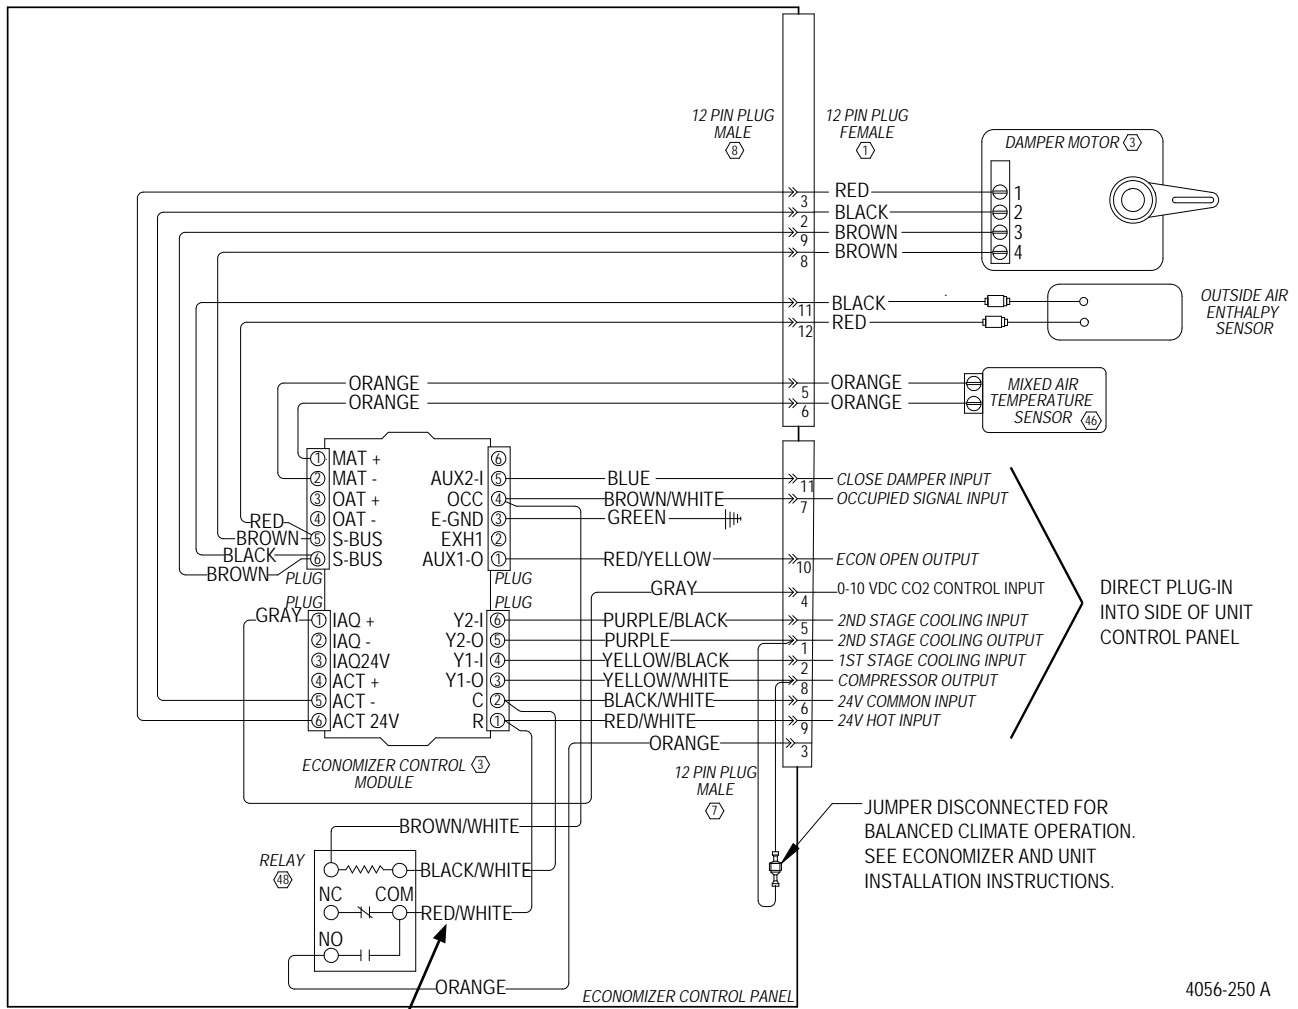 12 PIN PLUG
MALE
8
12 PIN PLUG
FEMALE
1
DAMPER MOTOR 3
RED
3
1
BLACK
2
2
BROWN
9
3
BROWN
8
4
BLACK
11
RED
12
OUTSIDE AIR
ENTHALPY
SENSOR
ORANGE
ORANGE
5
ORANGE
ORANGE
6
MIXED AIR
TEMPERATURE
SENSOR 46
1 MAT +
2 MAT -
3 OAT +
4 OAT -
5 S-BUS
6 S-BUS
RED
BROWN
BLACK
BROWN
PLUG
6
AUX2-I 5
OCC 4
E-GND 3
EXH1 2
AUX1-O 1
PLUG
BLUE
11
CLOSE DAMPER INPUT
BROWN/WHITE
7
OCCUPIED SIGNAL INPUT
GREEN
RED/YELLOW
10
ECON OPEN OUTPUT
GRAY
4
0-10 VDC CO2 CONTROL INPUT
PLUG
GRAY
1 IAQ +
2 IAQ -
3 IAQ24V
4 ACT +
5 ACT -
6 ACT 24V
PLUG
Y2-I 6
Y2-O 5
Y1-I 4
Y1-O 3
C 2
R 1
PURPLE/BLACK
5
2ND STAGE COOLING INPUT
PURPLE
1
2ND STAGE COOLING OUTPUT
YELLOW/BLACK
2
1ST STAGE COOLING INPUT
YELLOW/WHITE
8
COMPRESSOR OUTPUT
BLACK/WHITE
6
24V COMMON INPUT
RED/WHITE
9
24V HOT INPUT
ORANGE
3
DIRECT PLUG-IN
INTO SIDE OF UNIT
CONTROL PANEL
ECONOMIZER CONTROL 3
MODULE
12 PIN PLUG
MALE
7
JUMPER DISCONNECTED FOR
BALANCED CLIMATE OPERATION.
SEE ECONOMIZER AND UNIT
INSTALLATION INSTRUCTIONS.
BROWN/WHITE
RELAY
48
BLACK/WHITE
NC COM
RED/WHITE
NO
ORANGE
ECONOMIZER CONTROL PANEL
4056-250 A